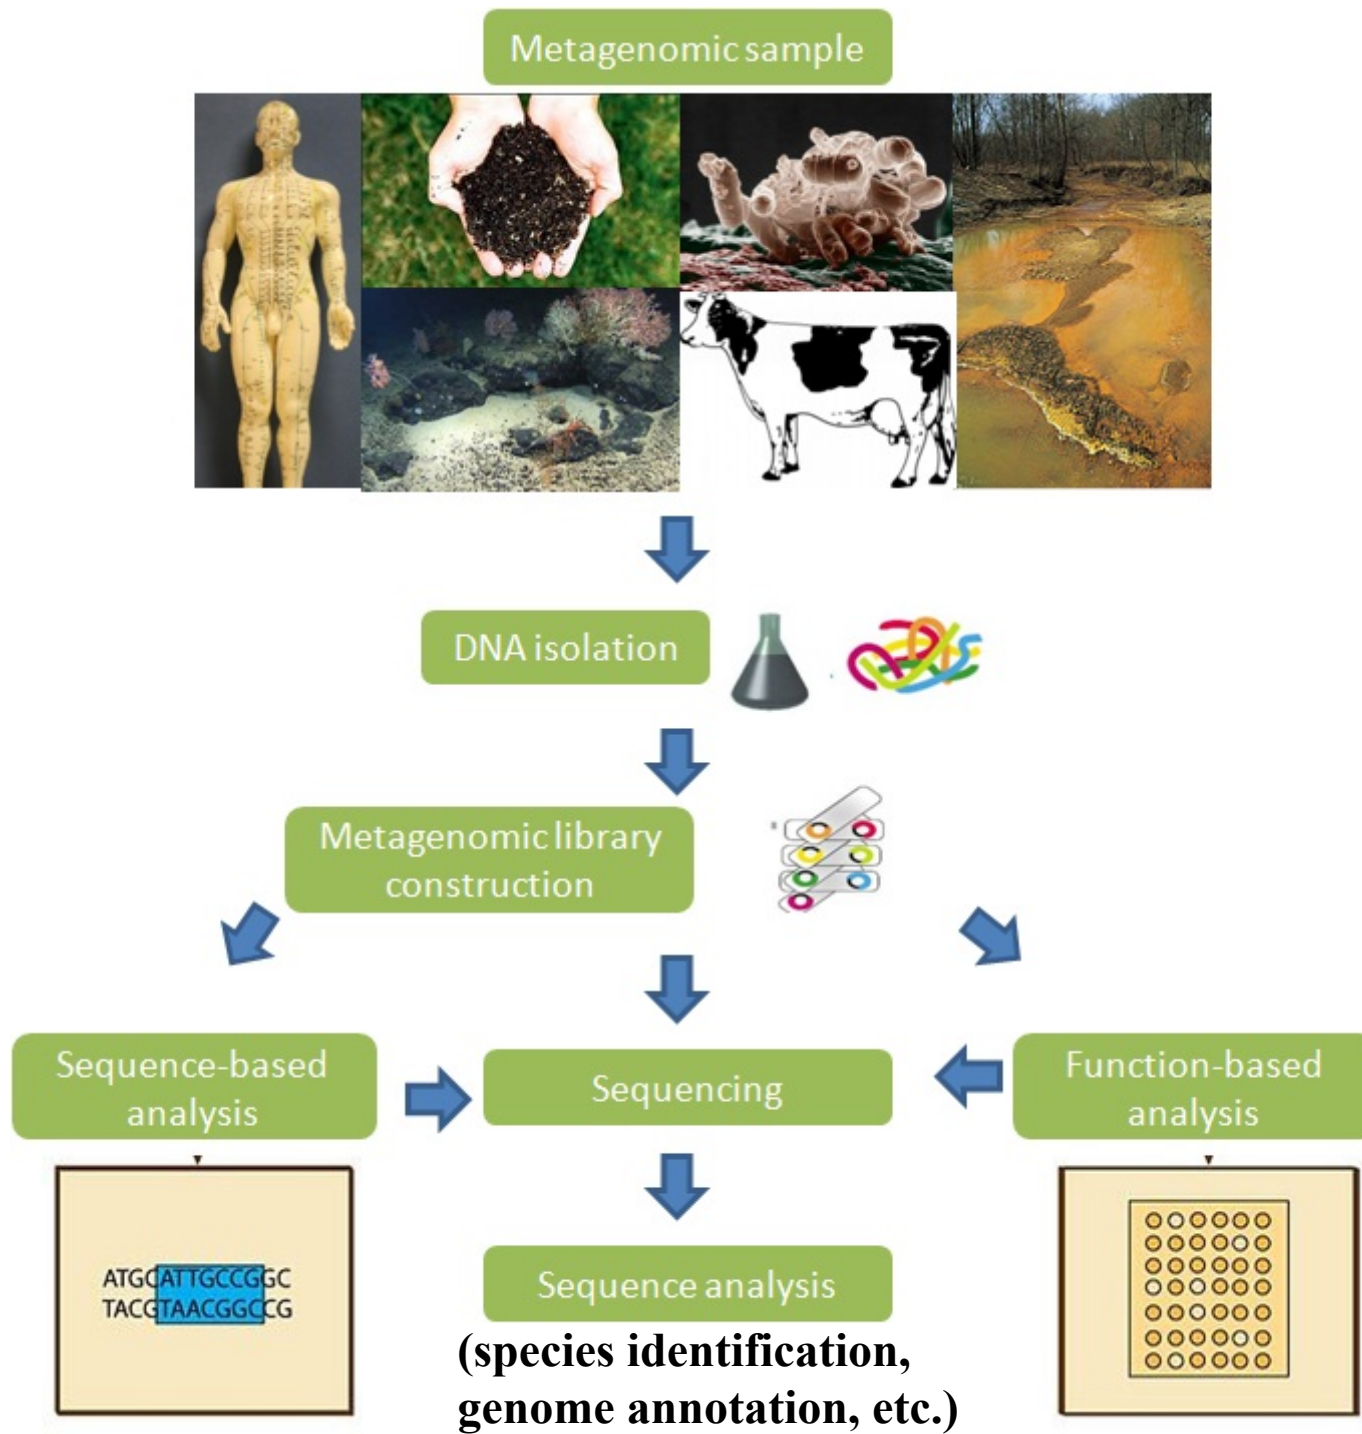 Metagenomic sample
DNA isolation
Metagenomic library
construction
Sequence-based
analysis
Sequencing
Function-based
analysis
ATGCATTGCCGGC
TACGTAACGGCCG
Sequence analysis
(species identification,
genome annotation, etc.)